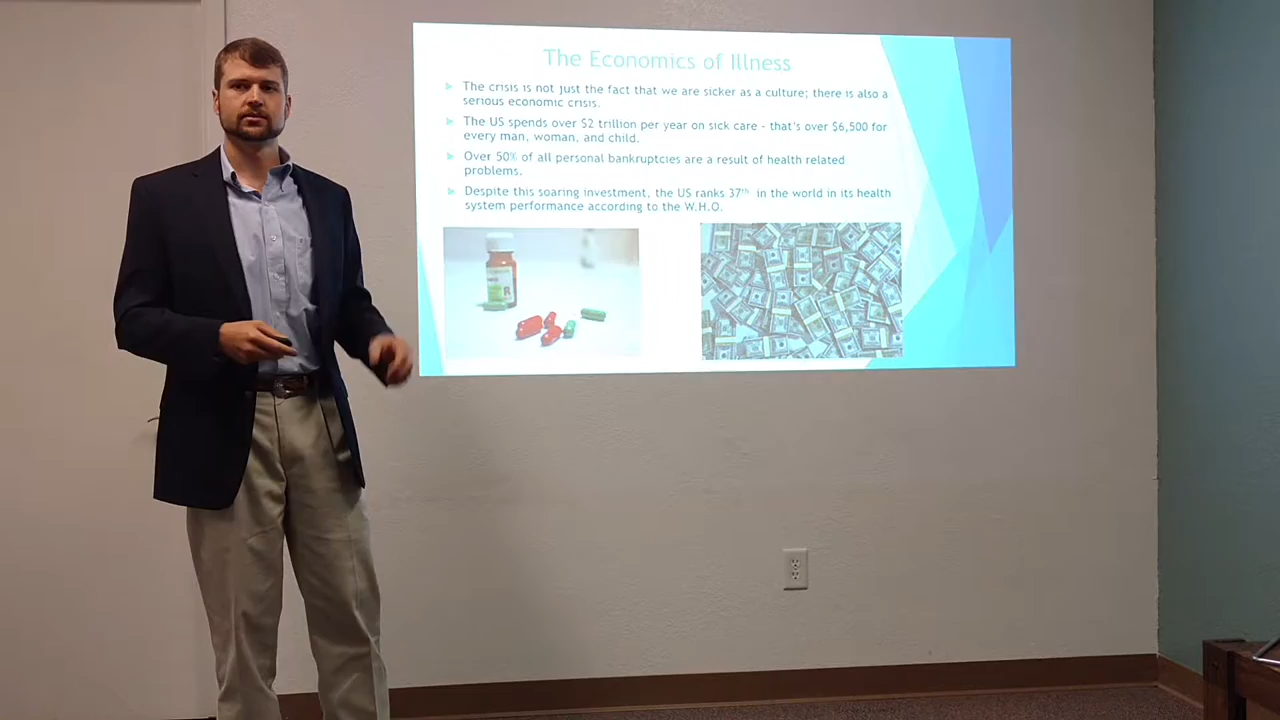 The Economics of Illness
The crisis is not just the fact that we are sicker as a culture; there is also a
serious economic crisis.
The US spends over $2 trillion per year on sick care - that's over $6,500 for
every man, woman, and child.
Over 50% of all personal bankruptcies are a result of health related
problems.
Despite this soaring investment, the US ranks 37th in the world in its health
system performance according to the W.H.O.